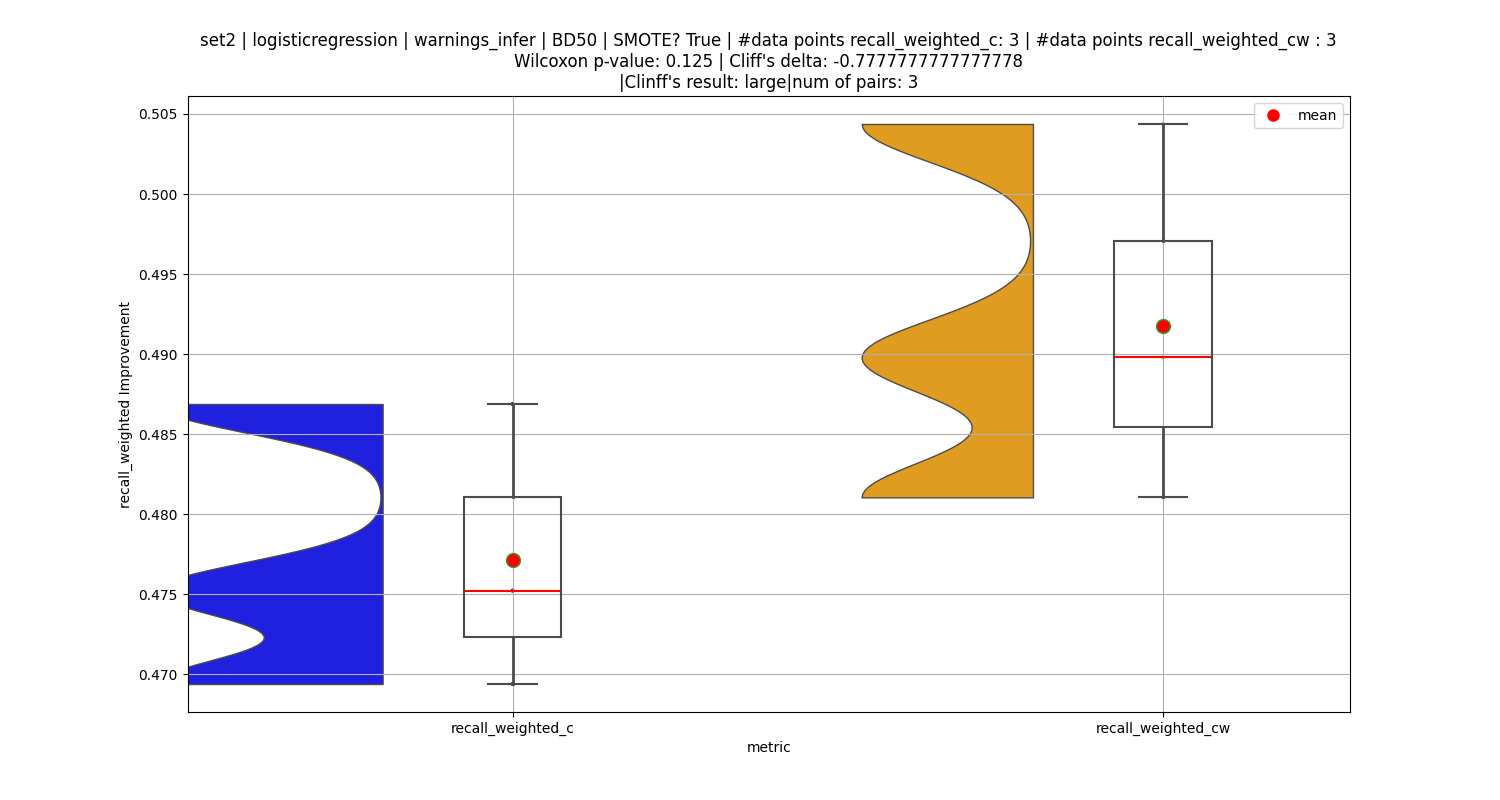 set2 | logisticregression | warnings_infer | BD50 | SMOTE? True | #data points recall_weighted_c: 3 | #data points recall_weighted_cw : 3
Wilcoxon p-value: 0.125 | Cliff's delta: -0.7777777777777778
|Clinff's result: large|num of pairs: 3
mean
recall_weighted Improvement
0.505
0.500
0.495
0.490
0.485
0.480
0.475
0.470
recall_weighted_c
recall_weighted_cw
metric